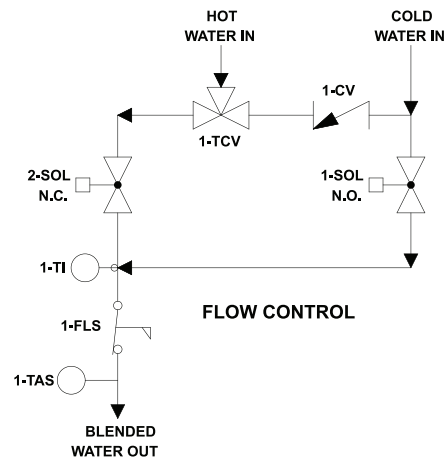 HOT
WATER IN
COLD
WATER IN
1-CV
1-TCV
2-SOL
N.C.
1-SOL
N.O.
1-TI
FLOW CONTROL
1-FLS
1-TAS
BLENDED
WATER OUT